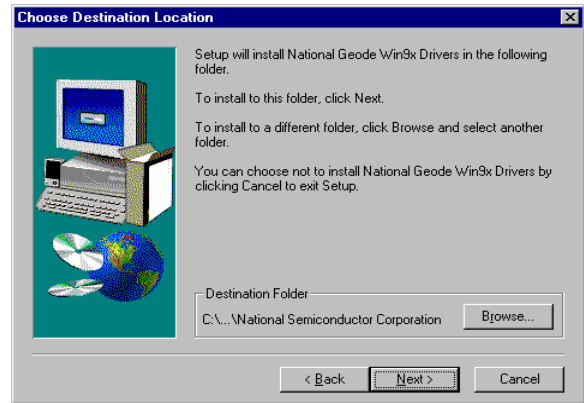 Choose Destination Location
Setup will install National Geode Win9x Drivers in the following
folder.
To install to this folder, click Next.
To install to a different folder, click Browse and select another
folder.
You can choose not to install National Geode Win9x Drivers by
clicking Cancel to exit Setup.
Destination Folder
C:\...\National Semiconductor Corporation
Browse...
< Back
Next >
Cancel